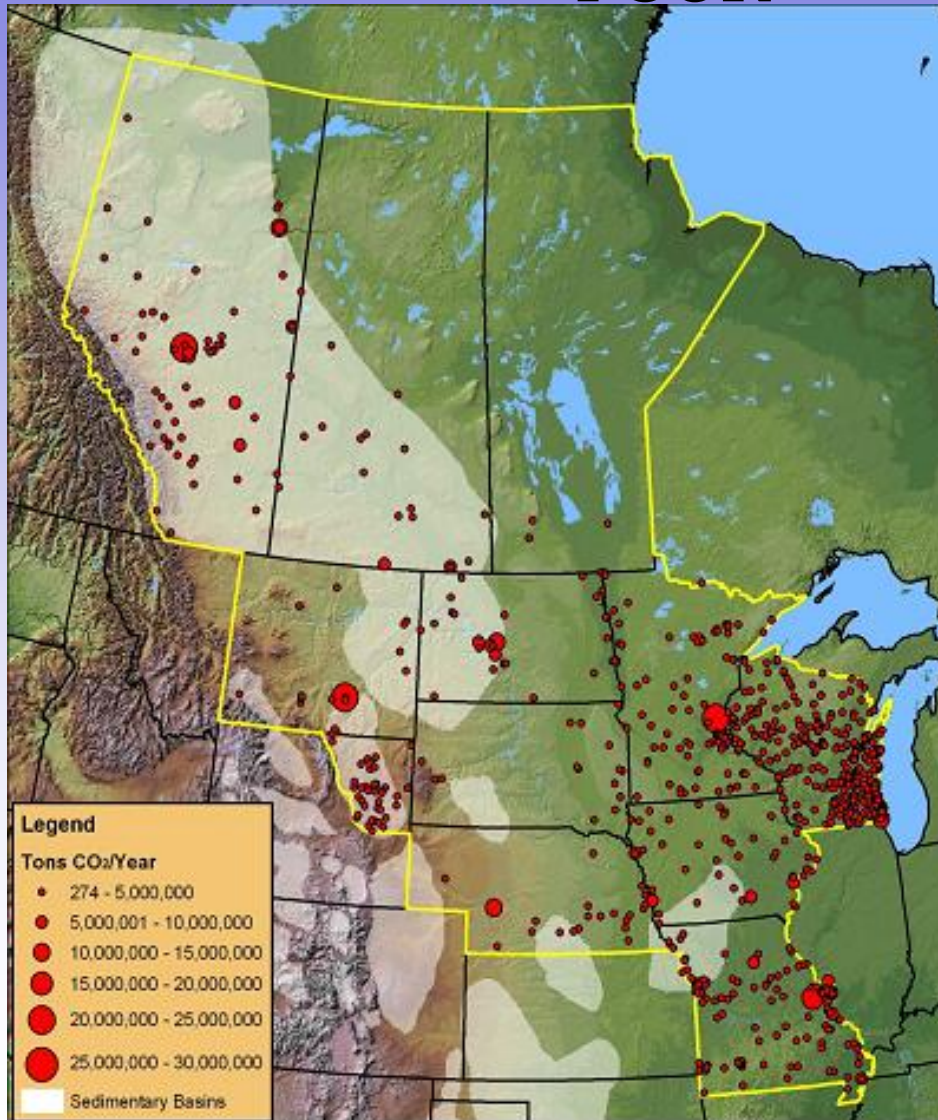 Legend
Tons CO2/Year
274 - 5,000,000
5,000,001 - 10,000,000
10,000,000 - 15,000,000
15,000,000 - 20,000,000
20,000,000 - 25,000,000
25,000,000 - 30,000,000
Sedimentary Basins